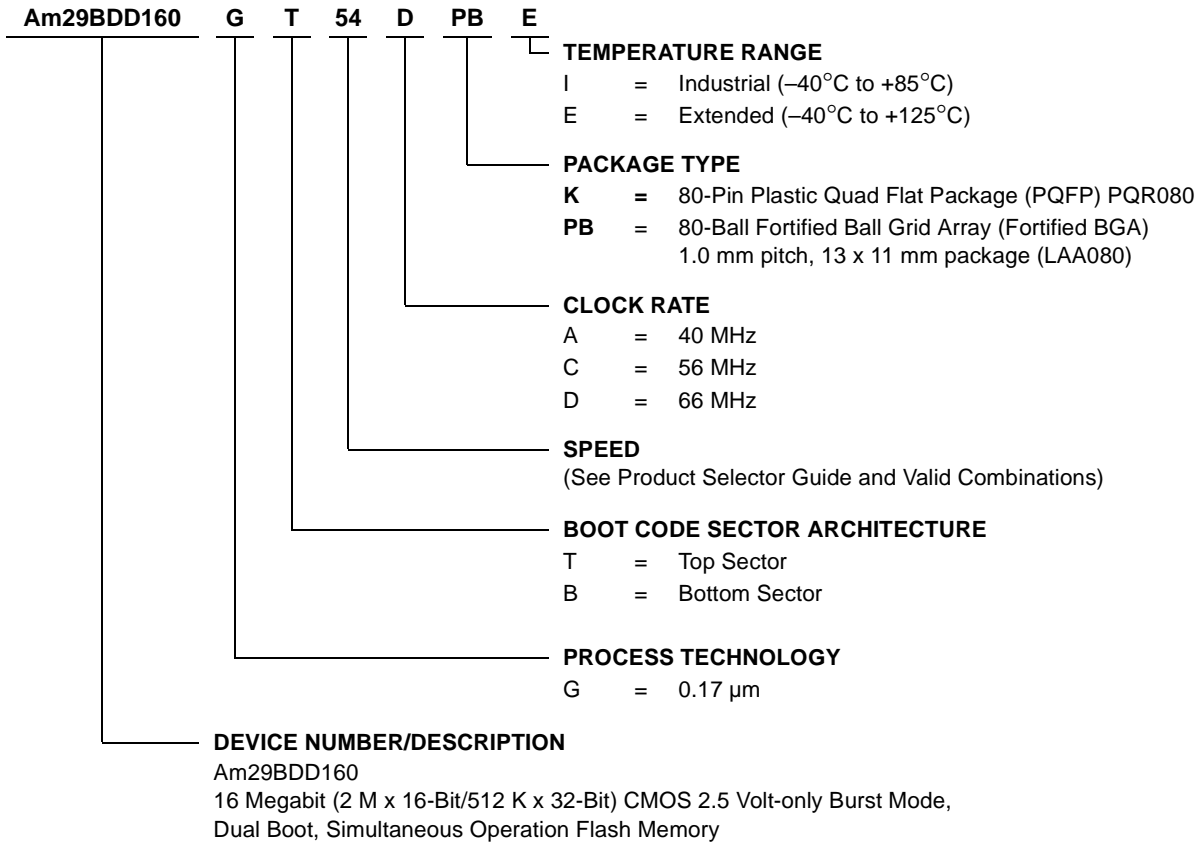 Am29BDD160 G T 54 D PB E
TEMPERATURE RANGE
I = Industrial (–40°C to +85°C)
E = Extended (–40°C to +125°C)
PACKAGE TYPE
K = 80-Pin Plastic Quad Flat Package (PQFP) PQR080
PB = 80-Ball Fortified Ball Grid Array (Fortified BGA)
1.0 mm pitch, 13 x 11 mm package (LAA080)
CLOCK RATE
A = 40 MHz
C = 56 MHz
D = 66 MHz
SPEED
(See Product Selector Guide and Valid Combinations)
BOOT CODE SECTOR ARCHITECTURE
T = Top Sector
B = Bottom Sector
PROCESS TECHNOLOGY
G = 0.17 µm
DEVICE NUMBER/DESCRIPTION
Am29BDD160
16 Megabit (2 M x 16-Bit/512 K x 32-Bit) CMOS 2.5 Volt-only Burst Mode,
Dual Boot, Simultaneous Operation Flash Memory